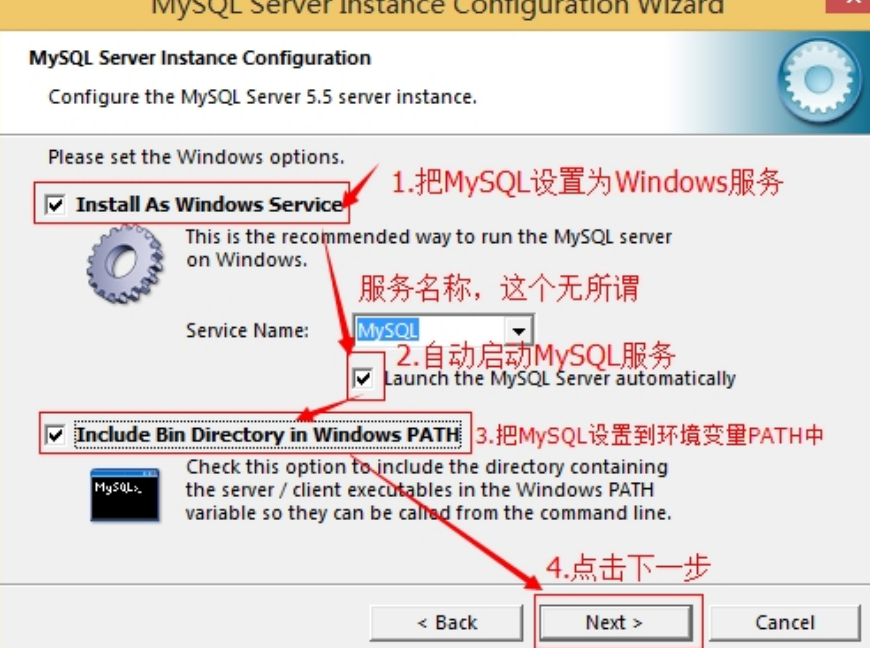 MySQL Server Instance Configuration Wizard
MySQL Server Instance Configuration
Configure the MySQL Server 5.5 server instance.
Please set the Windows options.
1.把MySQL设置为Windows服务
Install As Windows Service
This is the recommended way to run the MySQL server
on Windows.
服务名称，这个无所谓
Service Name:
MySQL
2.自动启动MySQL服务
Launch the MySQL Server automatically
Include Bin Directory in Windows PATH
3.把MySQL设置到环境变量PATH中
Check this option to include the directory containing
the server / client executables in the Windows PATH
variable so they can be called from the command line.
MySQL>_
4.点击下一步
< Back
Next >
Cancel